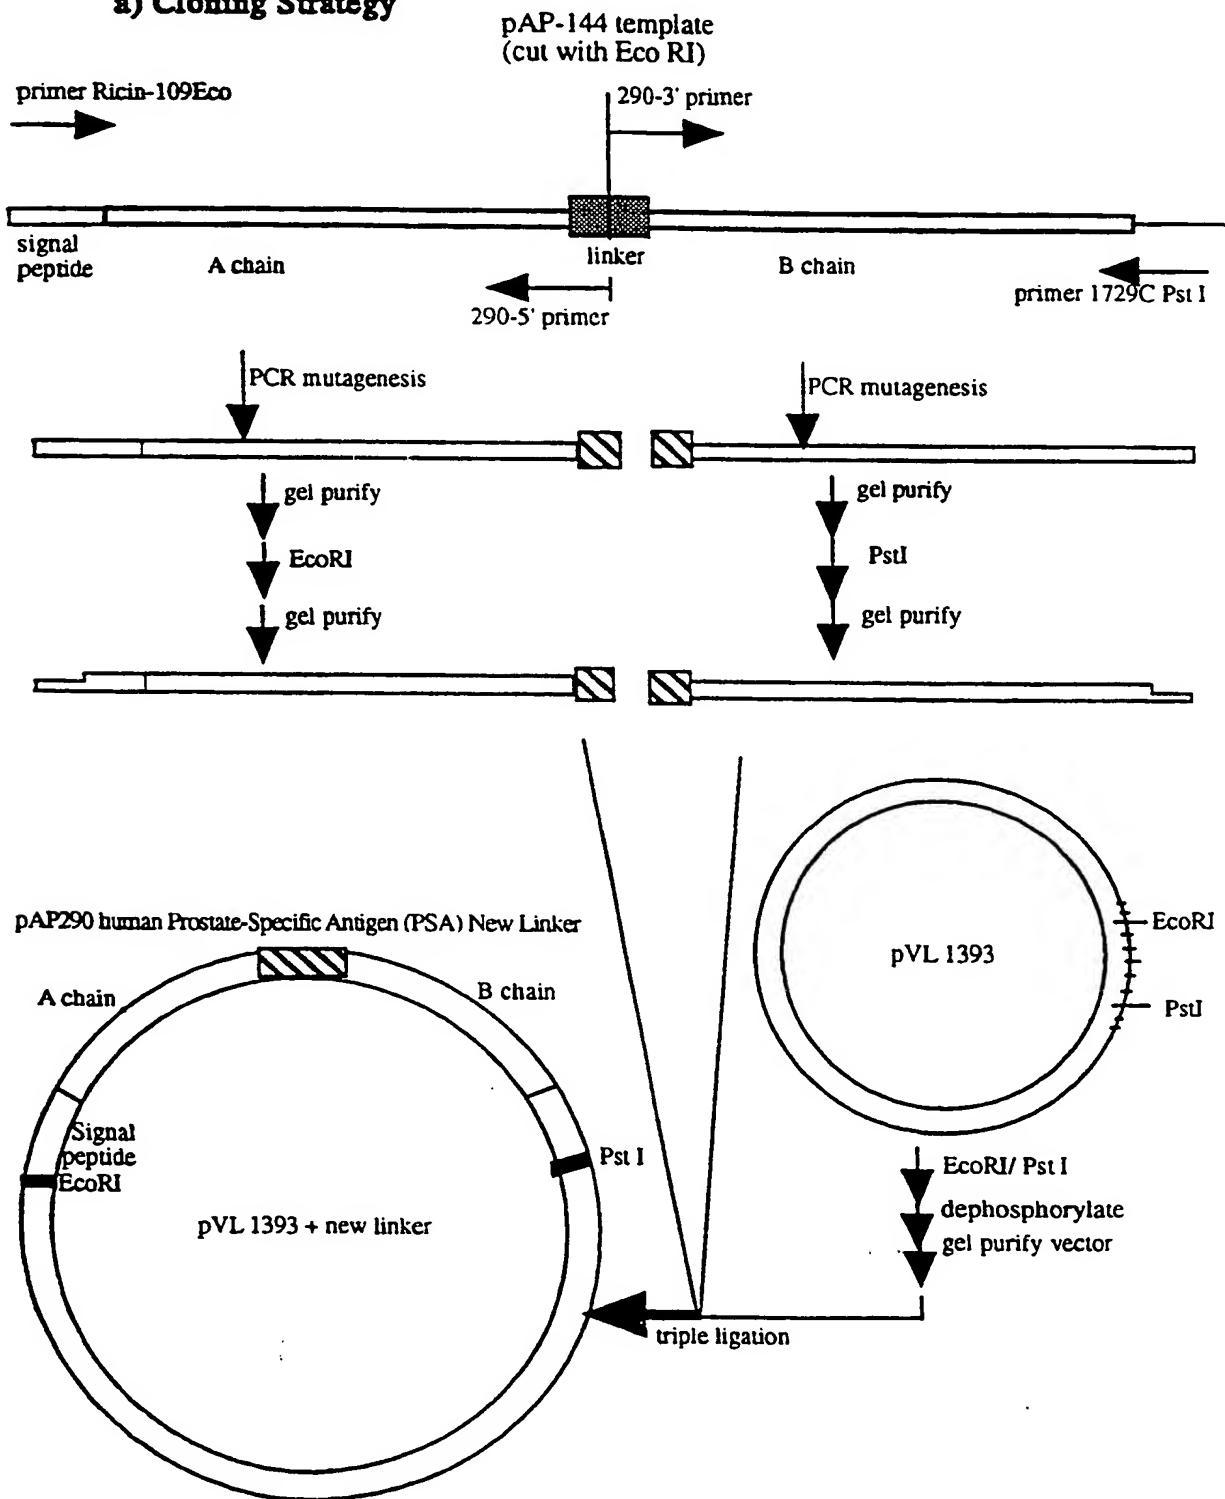 a) Cloning Strategy
pAP-144 template
(cut with Eco RI)
primer Ricin-109Eco
290-3' primer
signal
peptide
A chain
linker
B chain
290-5' primer
primer 1729C Pst I
PCR mutagenesis
PCR mutagenesis
gel purify
gel purify
EcoRI
PstI
gel purify
gel purify
pAP290 human Prostate-Specific Antigen (PSA) New Linker
A chain
B chain
pVL 1393
EcoRI
PstI
Signal
peptide
EcoRI
Pst I
pVL 1393 + new linker
EcoRI/ Pst I
dephosphorylate
gel purify vector
triple ligation